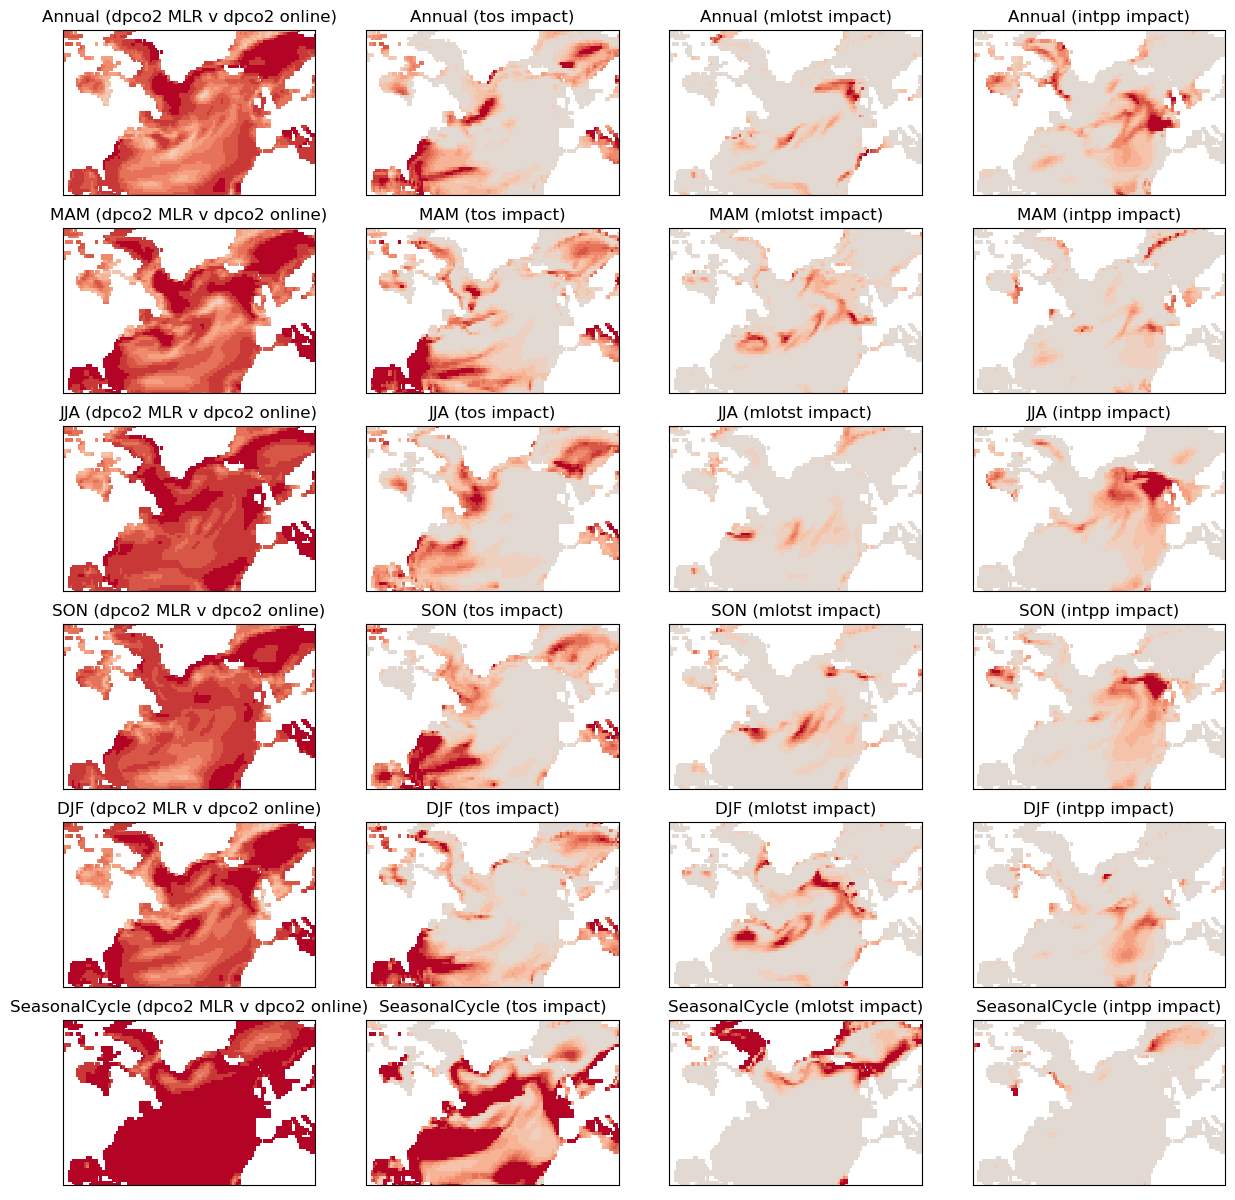 Annual (dpco2 MLR v dpco2 online)
Annual (tos impact)
Annual (mlotst impact)
Annual (intpp impact)
MAM (dpco2 MLR v dpco2 online)
MAM (tos impact)
MAM (mlotst impact)
MAM (intpp impact)
JJA (dpco2 MLR v dpco2 online)
JJA (tos impact)
JJA (mlotst impact)
JJA (intpp impact)
SON (dpco2 MLR v dpco2 online)
SON (tos impact)
SON (mlotst impact)
SON (intpp impact)
DJF (dpco2 MLR v dpco2 online)
DJF (tos impact)
DJF (mlotst impact)
DJF (intpp impact)
SeasonalCycle (dpco2 MLR v dpco2 online)
SeasonalCycle (tos impact)
SeasonalCycle (mlotst impact)
SeasonalCycle (intpp impact)